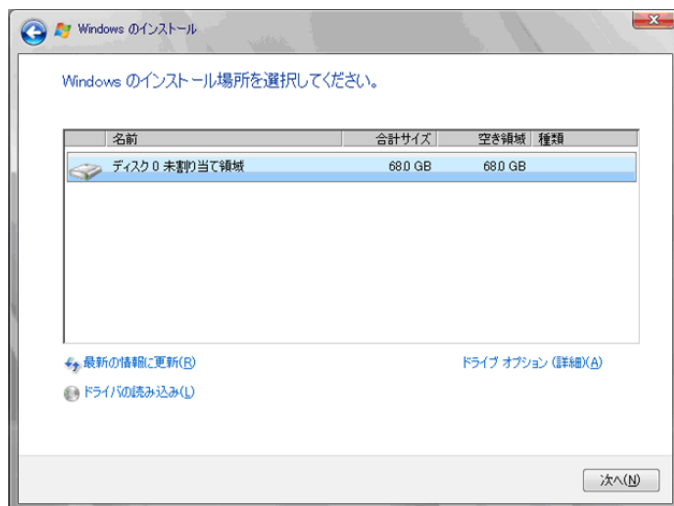 Windows のインストール
Windows のインストール場所を選択してください。
名前 合計サイズ 空き領域 種類
ディスク 0 未割り当て領域 68.0 GB 68.0 GB
最新の情報に更新(R) ドライブ オプション (詳細)(A)
ドライバの読み込み(L)
次へ(N)